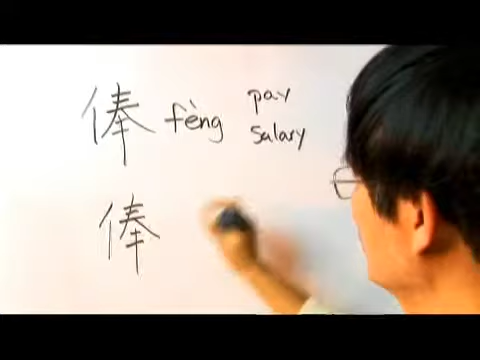 俸 fèng pay
salary
俸